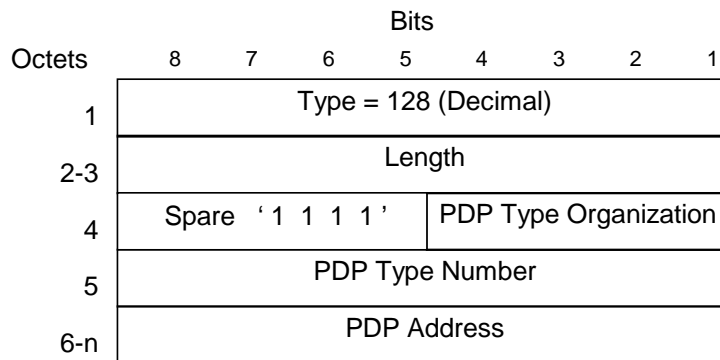 Bits
Octets 8 7 6 5 4 3 2 1
1 Type = 128 (Decimal)
2-3 Length
4 Spare ‘ 1 1 1 1 ’ PDP Type Organization
5 PDP Type Number
6-n PDP Address